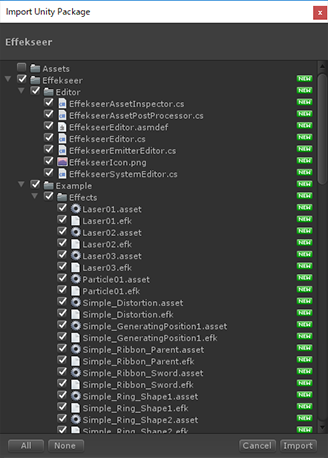 Import Unity Package
Effekseer
Assets
Effekseer NEW
Editor NEW
EffekseerAssetInspector.cs NEW
EffekseerAssetPostProcessor.cs NEW
EffekseerEditor.asmdef NEW
EffekseerEditor.cs NEW
EffekseerEmitterEditor.cs NEW
EffekseerIcon.png NEW
EffekseerSystemEditor.cs NEW
Example NEW
Effects NEW
Laser01.asset NEW
Laser01.efk NEW
Laser02.asset NEW
Laser02.efk NEW
Laser03.asset NEW
Laser03.efk NEW
Particle01.asset NEW
Particle01.efk NEW
Simple_Distortion.asset NEW
Simple_Distortion.efk NEW
Simple_GeneratingPosition1.asset NEW
Simple_GeneratingPosition1.efk NEW
Simple_Ribbon_Parent.asset NEW
Simple_Ribbon_Parent.efk NEW
Simple_Ribbon_Sword.asset NEW
Simple_Ribbon_Sword.efk NEW
Simple_Ring_Shape1.asset NEW
Simple_Ring_Shape1.efk NEW
Simple_Ring_Shape2.asset NEW
Simple_Ring_Shape2.efk NEW
All None Cancel Import